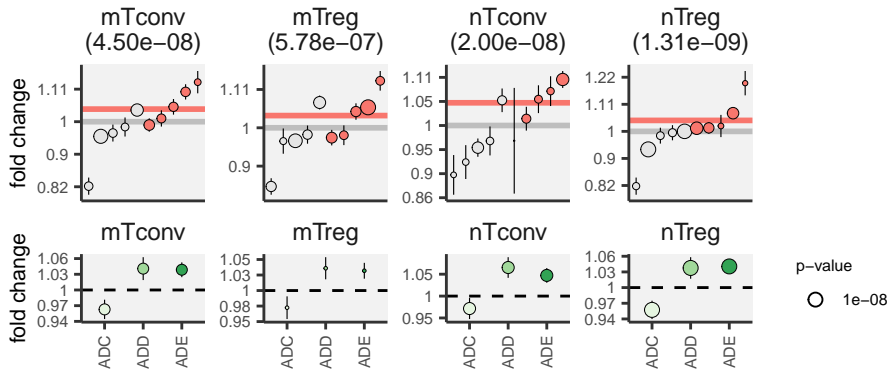 mTconv
(4.50e−08)
mTreg
(5.78e−07)
nTconv
(2.00e−08)
nTreg
(1.31e−09)
fold change
1.11
1
0.9
0.82
1.11
1
0.9
1.11
1.05
1
0.9
0.86
1.22
1.11
1
0.9
0.82
mTconv
mTreg
nTconv
nTreg
fold change
1.06
1.03
1
0.97
0.94
1.05
1.03
1
0.98
0.95
1.05
1
0.95
1.06
1.03
1
0.97
0.94
ADC
ADD
ADE
ADC
ADD
ADE
ADC
ADD
ADE
ADC
ADD
ADE
p−value
1e−08